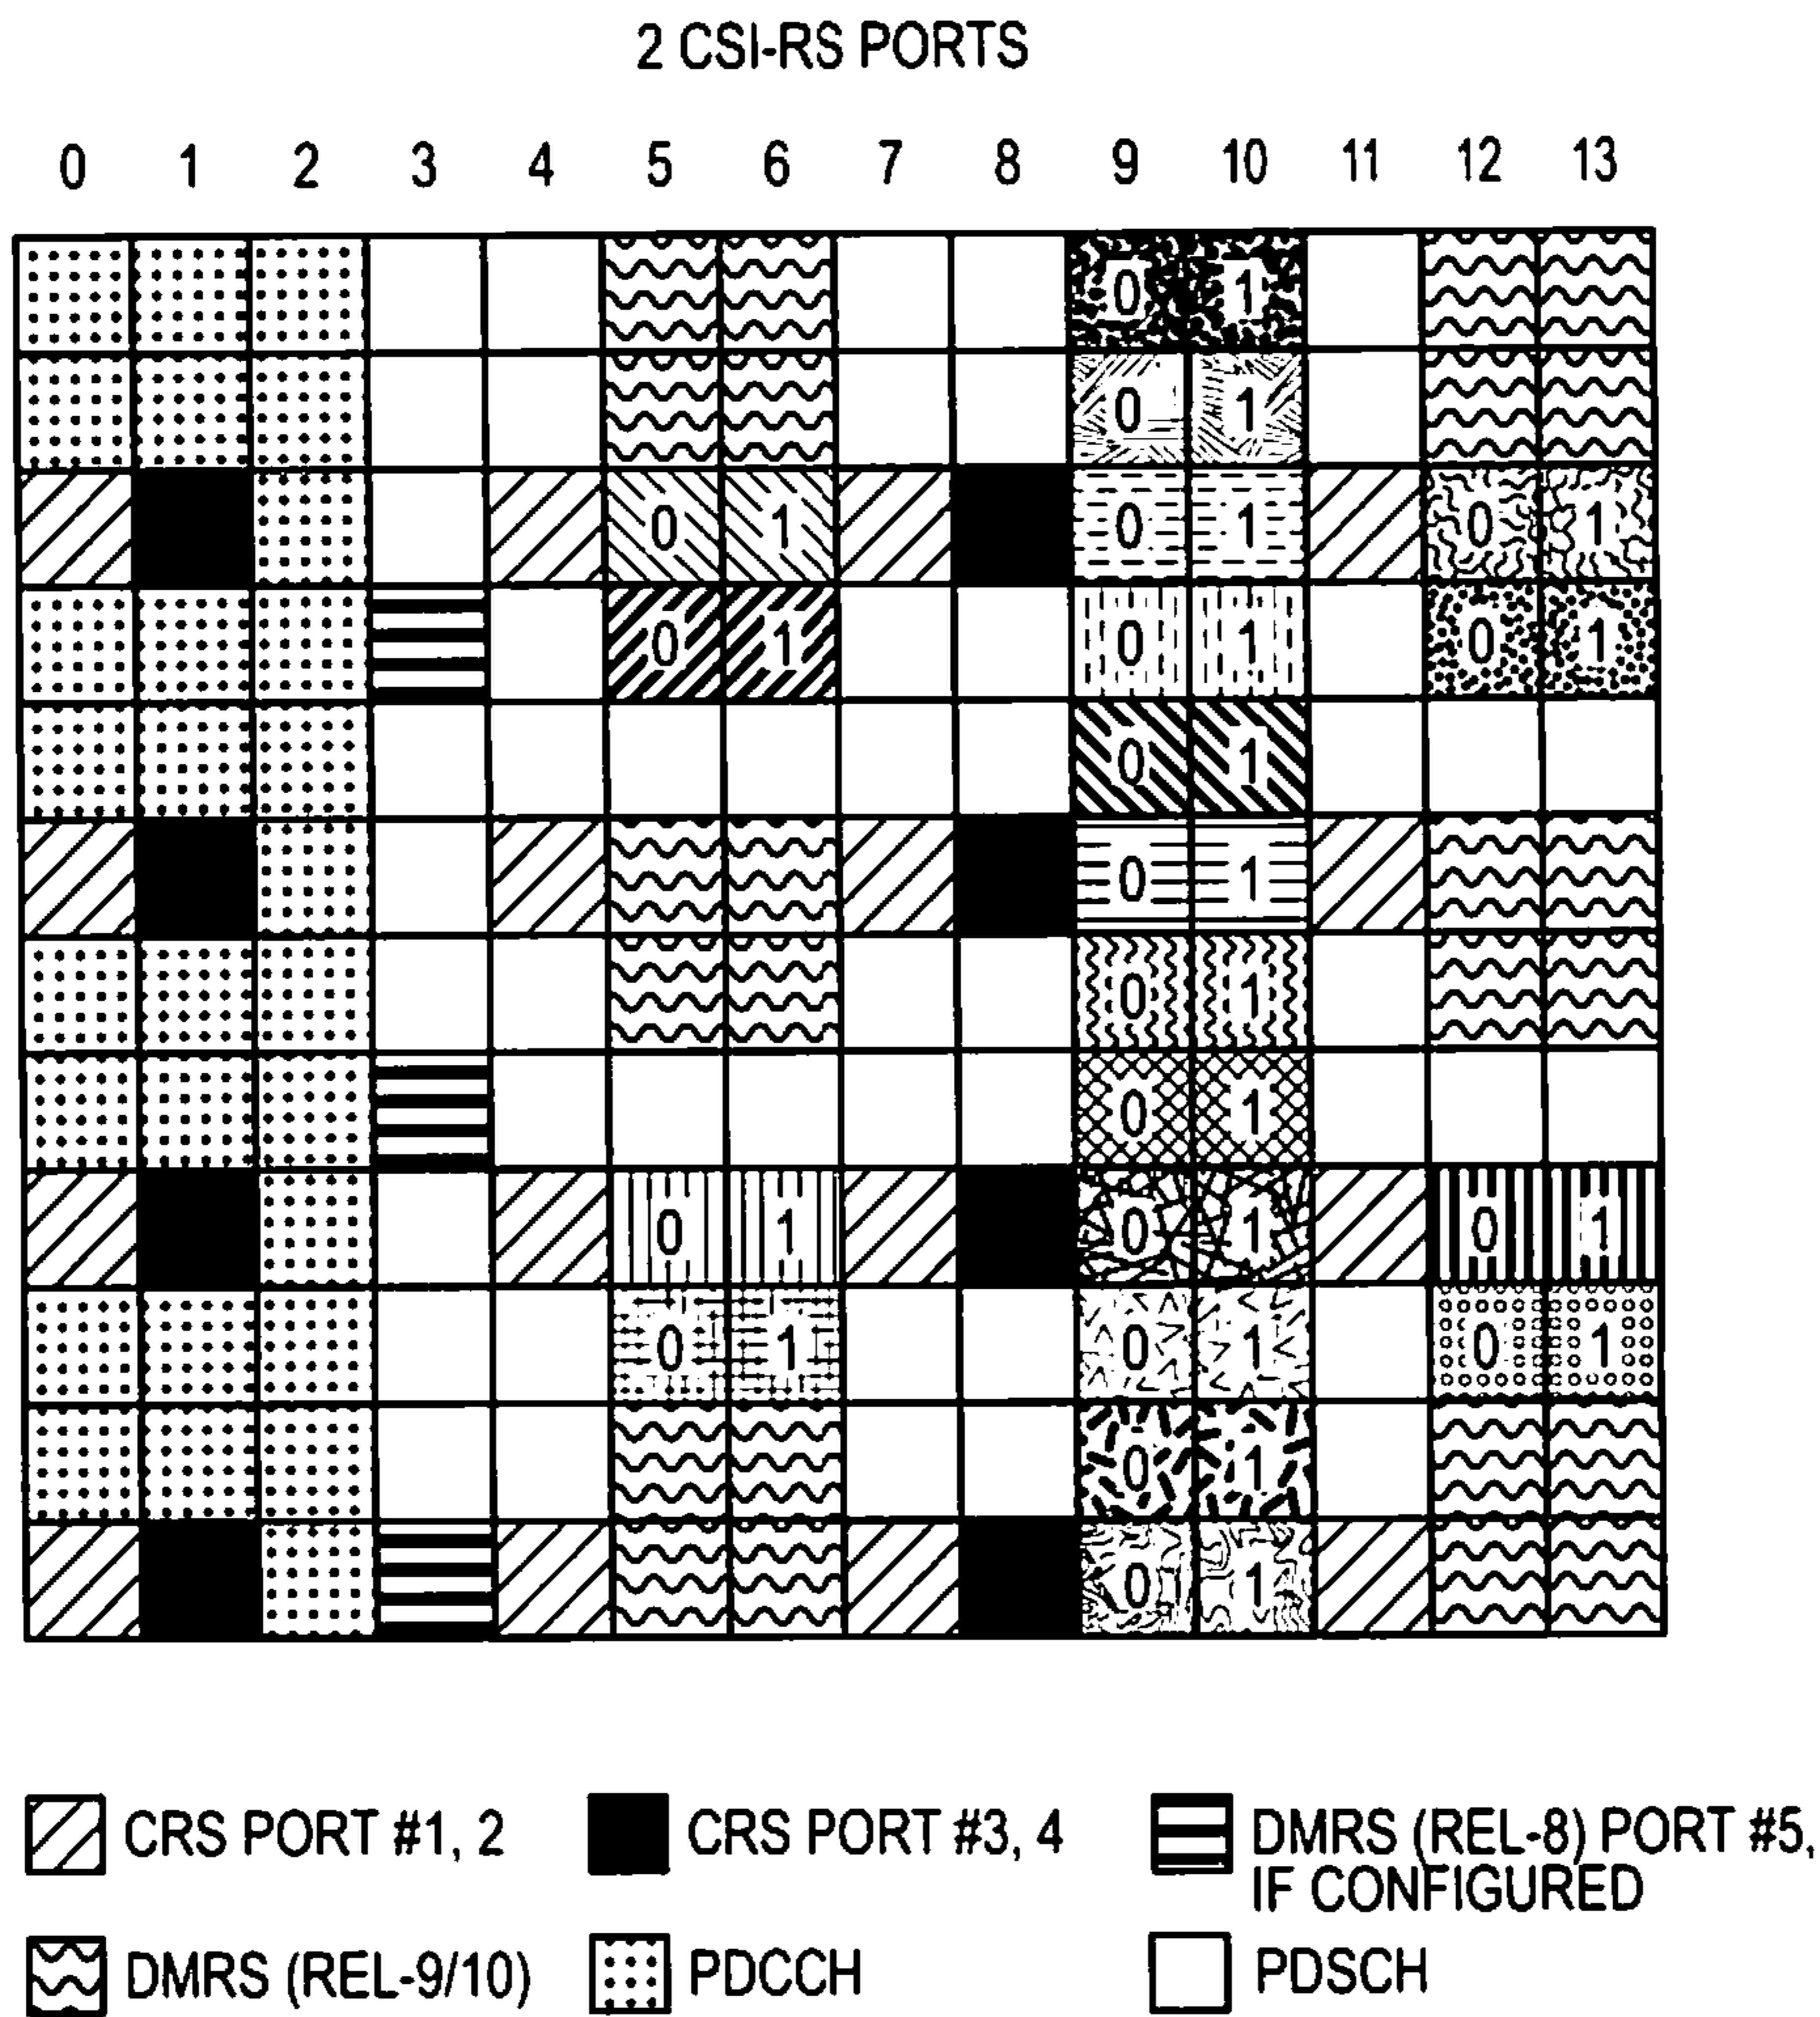 2 CSI-RS PORTS
0 1 2 3 4 5 6 7 8 9 10 11 12 13
0 1
0 1
0 1 0 1 0 1
0 1 0 1 0 1
0 1
0 1
0 1
0 1
0 1 0 1 0 1
0 1 0 1 0 1
0 1
0 1
CRS PORT #1, 2 CRS PORT #3, 4 DMRS (REL-8) PORT #5,
IF CONFIGURED
DMRS (REL-9/10) PDCCH PDSCH